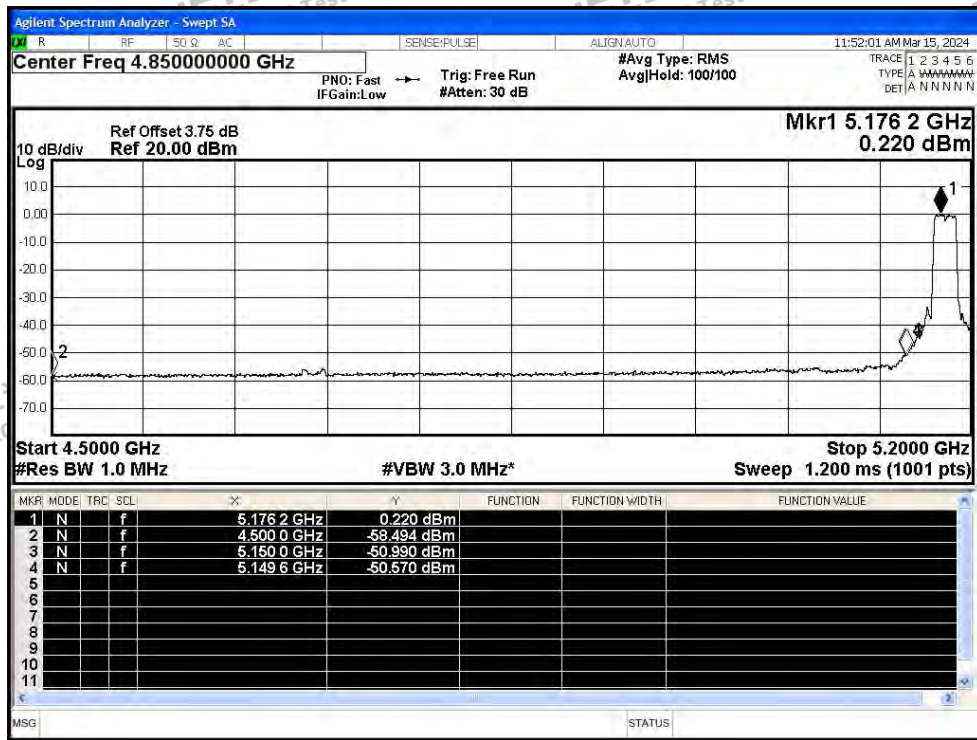 Agilent Spectrum Analyzer - Swept SA
LXI R RF 50 Ω AC SENSE:PULSE ALIGN AUTO 11:52:01 AM Mar 15, 2024
Center Freq 4.850000000 GHz
PNO: Fast
IFGain:Low
Trig: Free Run
#Atten: 30 dB
#Avg Type: RMS
Avg|Hold: 100/100
TRACE 1 2 3 4 5 6
TYPE A WWWWW
DET A N N N N N
Mkr1 5.176 2 GHz
0.220 dBm
Ref Offset 3.75 dB
10 dB/div Ref 20.00 dBm
Log
10.0
0.00
-10.0
-20.0
-30.0
-40.0
-50.0
-60.0
-70.0
1
2
4
Start 4.5000 GHz Stop 5.2000 GHz
#Res BW 1.0 MHz #VBW 3.0 MHz* Sweep 1.200 ms (1001 pts)
MKR MODE TRC SCL X Y FUNCTION FUNCTION WIDTH FUNCTION VALUE
1 N f 5.176 2 GHz 0.220 dBm
2 N f 4.500 0 GHz -58.494 dBm
3 N f 5.150 0 GHz -50.990 dBm
4 N f 5.149 6 GHz -50.570 dBm
5
6
7
8
9
10
11
MSG STATUS